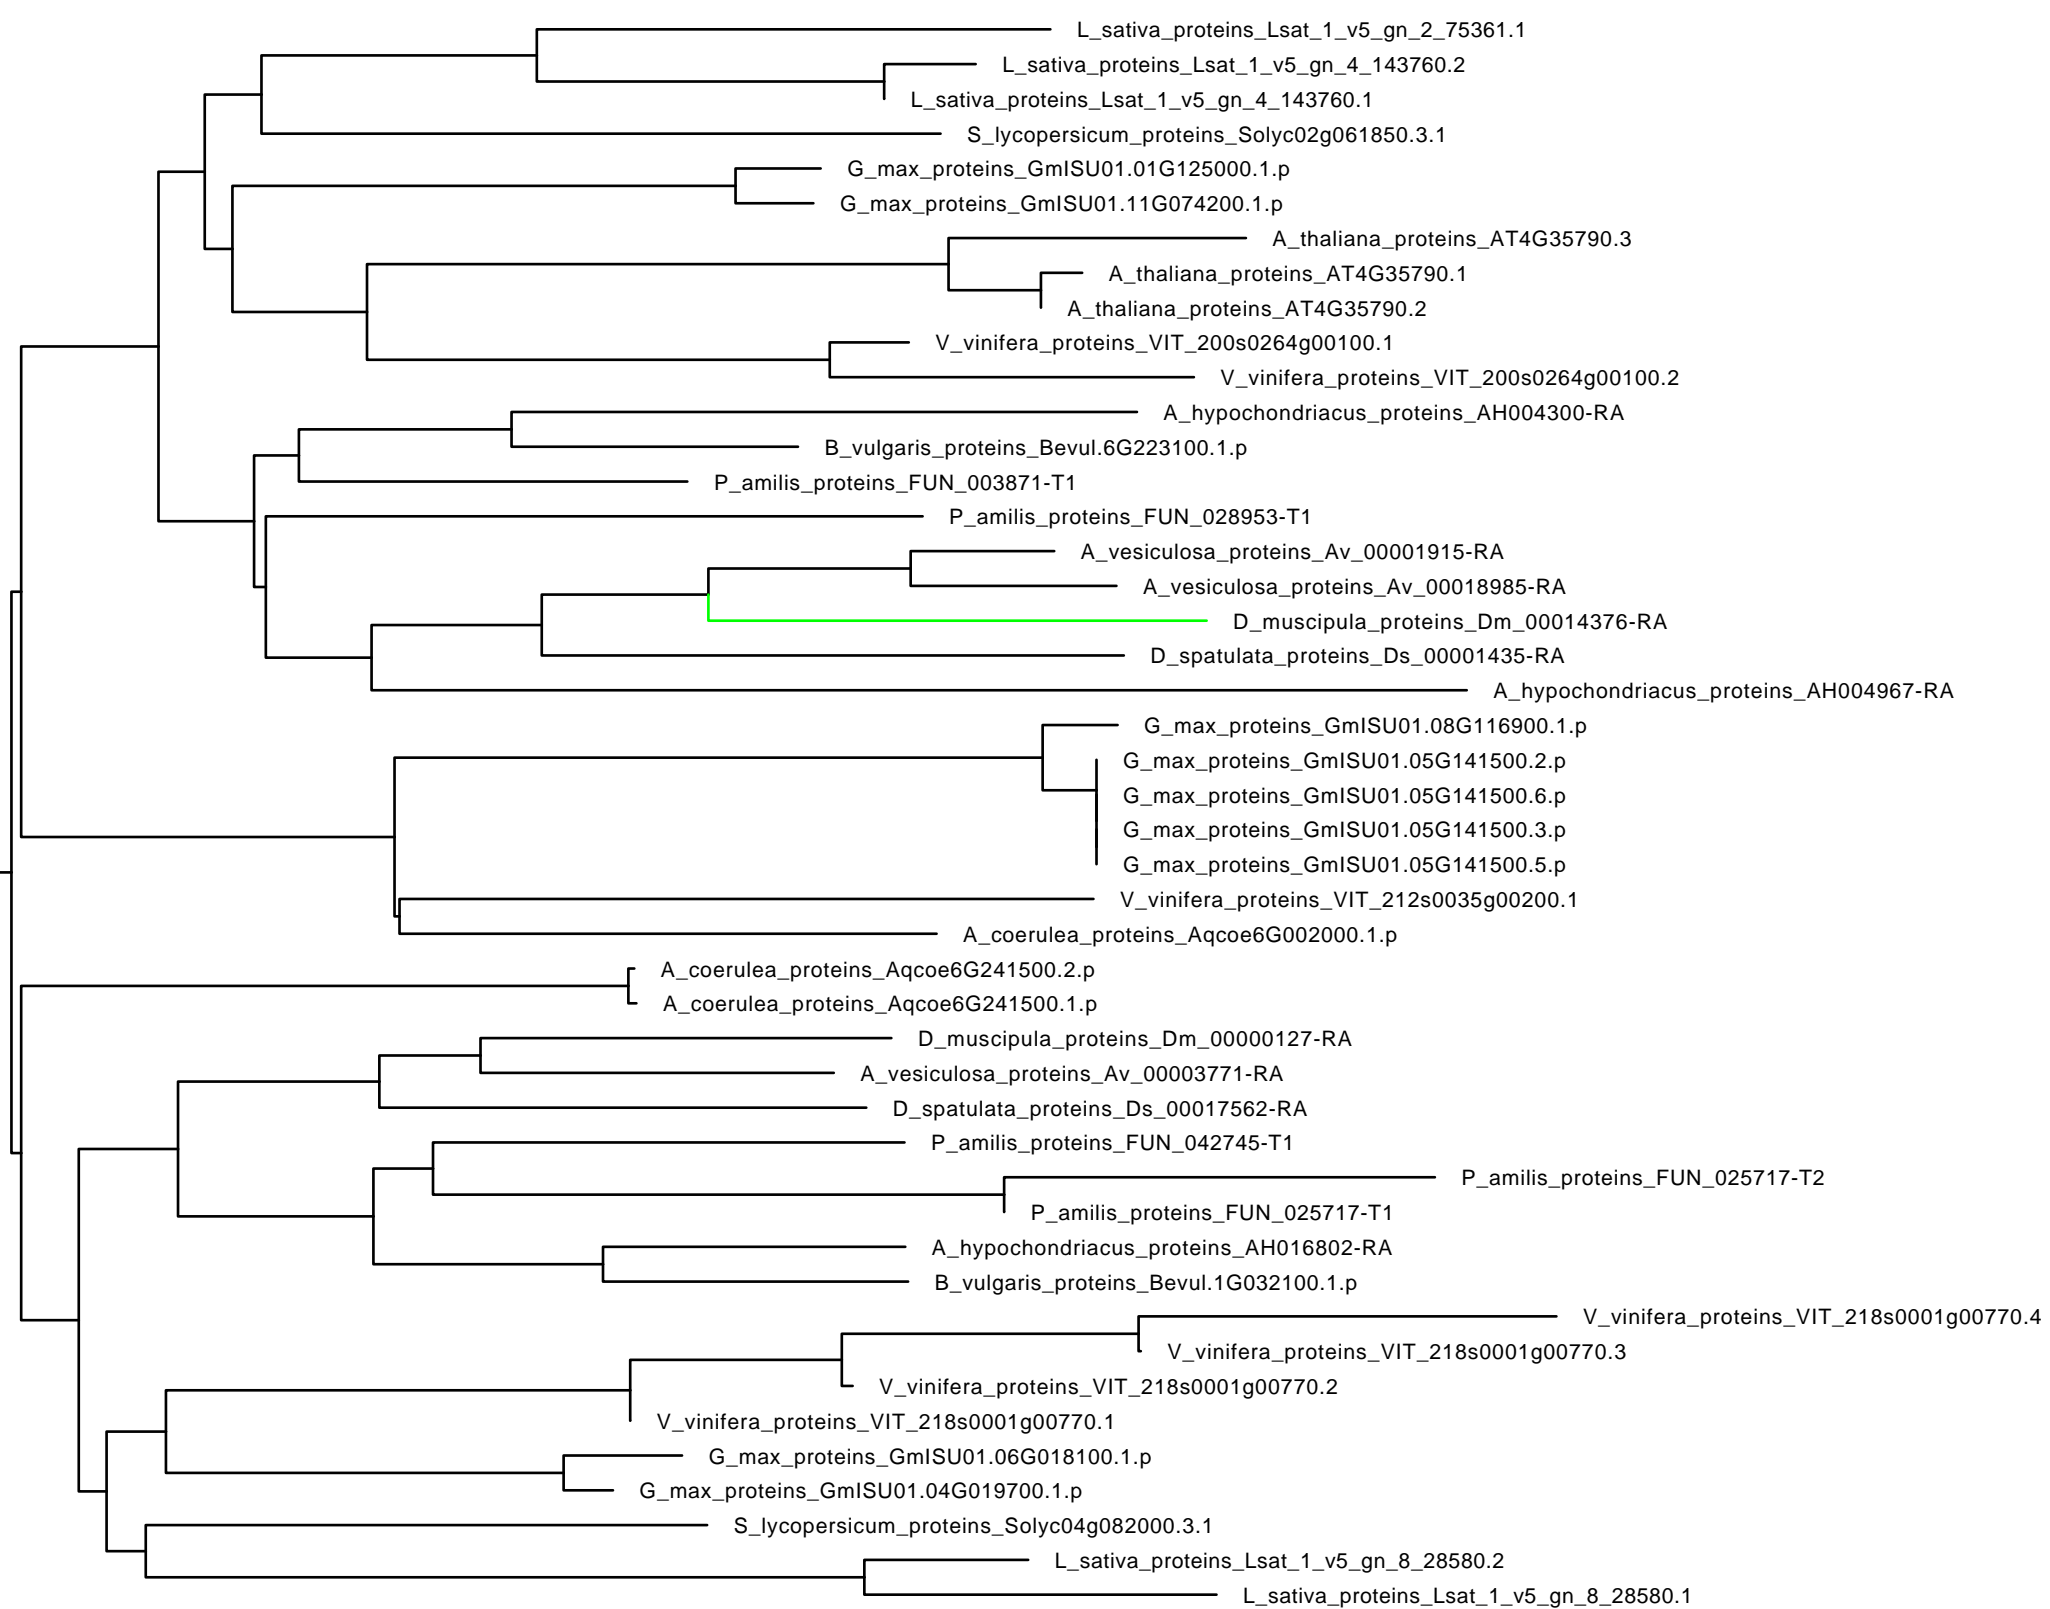 L_sativa_proteins_Lsat_1_v5_gn_2_75361.1
L_sativa_proteins_Lsat_1_v5_gn_4_143760.2
L_sativa_proteins_Lsat_1_v5_gn_4_143760.1
S_lycopersicum_proteins_Solyc02g061850.3.1
G_max_proteins_GmISU01.01G125000.1.p
G_max_proteins_GmISU01.11G074200.1.p
A_thaliana_proteins_AT4G35790.3
A_thaliana_proteins_AT4G35790.1
A_thaliana_proteins_AT4G35790.2
V_vinifera_proteins_VIT_200s0264g00100.1
V_vinifera_proteins_VIT_200s0264g00100.2
A_hypochondriacus_proteins_AH004300-RA
B_vulgaris_proteins_Bevul.6G223100.1.p
P_amilis_proteins_FUN_003871-T1
P_amilis_proteins_FUN_028953-T1
A_vesiculosa_proteins_Av_00001915-RA
A_vesiculosa_proteins_Av_00018985-RA
D_muscipula_proteins_Dm_00014376-RA
D_spatulata_proteins_Ds_00001435-RA
A_hypochondriacus_proteins_AH004967-RA
G_max_proteins_GmISU01.08G116900.1.p
G_max_proteins_GmISU01.05G141500.2.p
G_max_proteins_GmISU01.05G141500.6.p
G_max_proteins_GmISU01.05G141500.3.p
G_max_proteins_GmISU01.05G141500.5.p
V_vinifera_proteins_VIT_212s0035g00200.1
A_coerulea_proteins_Aqcoe6G002000.1.p
A_coerulea_proteins_Aqcoe6G241500.2.p
A_coerulea_proteins_Aqcoe6G241500.1.p
D_muscipula_proteins_Dm_00000127-RA
A_vesiculosa_proteins_Av_00003771-RA
D_spatulata_proteins_Ds_00017562-RA
P_amilis_proteins_FUN_042745-T1
P_amilis_proteins_FUN_025717-T2
P_amilis_proteins_FUN_025717-T1
A_hypochondriacus_proteins_AH016802-RA
B_vulgaris_proteins_Bevul.1G032100.1.p
V_vinifera_proteins_VIT_218s0001g00770.4
V_vinifera_proteins_VIT_218s0001g00770.3
V_vinifera_proteins_VIT_218s0001g00770.2
V_vinifera_proteins_VIT_218s0001g00770.1
G_max_proteins_GmISU01.06G018100.1.p
G_max_proteins_GmISU01.04G019700.1.p
S_lycopersicum_proteins_Solyc04g082000.3.1
L_sativa_proteins_Lsat_1_v5_gn_8_28580.2
L_sativa_proteins_Lsat_1_v5_gn_8_28580.1